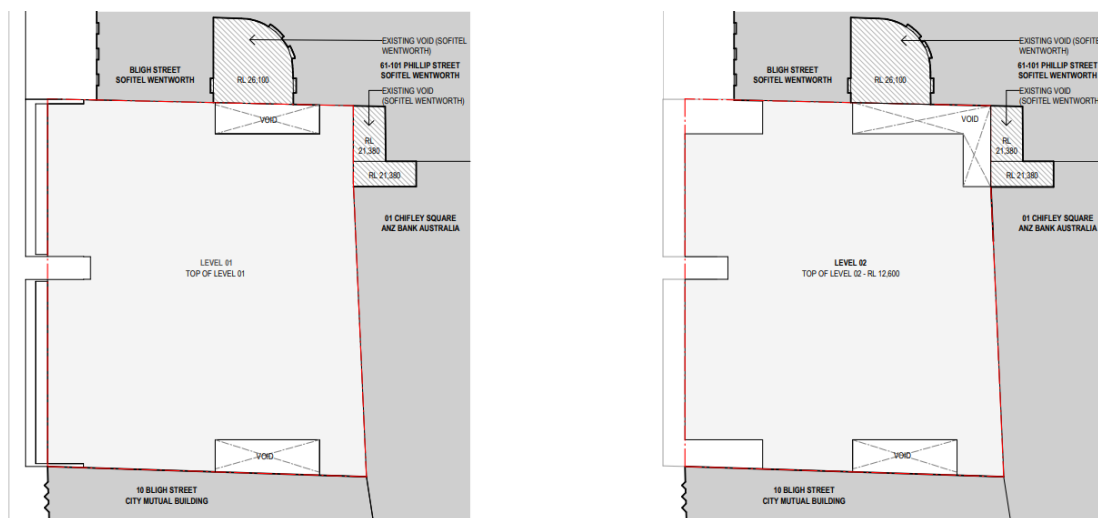 EXISTING VOID (SOFITEL
WENTWORTH)
BLIGH STREET
SOFITEL WENTWORTH
61-101 PHILLIP STREET
SOFITEL WENTWORTH
RL 26,100
EXISTING VOID
(SOFITEL WENTWORTH)
VOID
RL
21,380
RL 21,380
01 CHIFLEY SQUARE
ANZ BANK AUSTRALIA
LEVEL 01
TOP OF LEVEL 01
VOID
10 BLIGH STREET
CITY MUTUAL BUILDING
EXISTING VOID (SOFITE
WENTWORTH)
BLIGH STREET
SOFITEL WENTWORTH
61-101 PHILLIP STREET
SOFITEL WENTWORTH
RL 26,100
EXISTING VOID
(SOFITEL WENTWORTH)
VOID
RL
21,380
RL 21,380
01 CHIFLEY SQUARE
ANZ BANK AUSTRALIA
LEVEL 02
TOP OF LEVEL 02 - RL 12,600
VOID
10 BLIGH STREET
CITY MUTUAL BUILDING